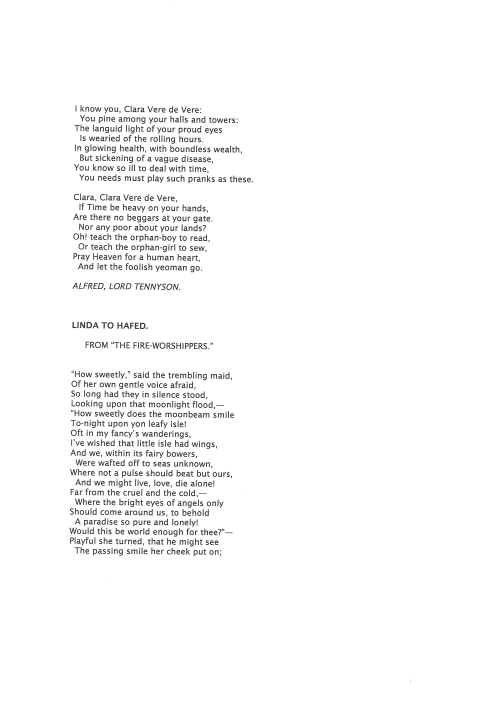 I know you, Clara Vere de Vere:
You pine among your halls and towers:
The languid light of your proud eyes
Is wearied of the rolling hours.
In glowing health, with boundless wealth,
But sickening of a vague disease,
You know so ill to deal with time,
You needs must play such pranks as these.

Clara, Clara Vere de Vere,
If Time be heavy on your hands,
Are there no beggars at your gate.
Nor any poor about your lands?
Oh! teach the orphan-boy to read,
Or teach the orphan-girl to sew,
Pray Heaven for a human heart,
And let the foolish yeoman go.

ALFRED, LORD TENNYSON.

LINDA TO HAFED.

FROM "THE FIRE-WORSHIPPERS."

"How sweetly," said the trembling maid,
Of her own gentle voice afraid,
So long had they in silence stood,
Looking upon that moonlight flood,—
"How sweetly does the moonbeam smile
To-night upon yon leafy isle!
Oft in my fancy's wanderings,
I've wished that little isle had wings,
And we, within its fairy bowers,
Were wafted off to seas unknown,
Where not a pulse should beat but ours,
And we might live, love, die alone!
Far from the cruel and the cold,—
Where the bright eyes of angels only
Should come around us, to behold
A paradise so pure and lonely!
Would this be world enough for thee?"—
Playful she turned, that he might see
The passing smile her cheek put on;